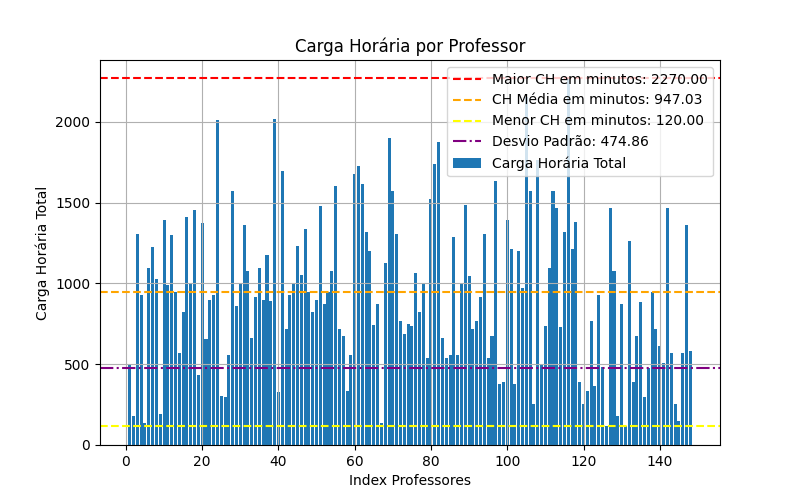 Carga Horária por Professor
Maior CH em minutos: 2270.00
CH Média em minutos: 947.03
Menor CH em minutos: 120.00
Desvio Padrão: 474.86
Carga Horária Total
Carga Horária Total
2000
1500
1000
500
0
0 20 40 60 80 100 120 140
Index Professores